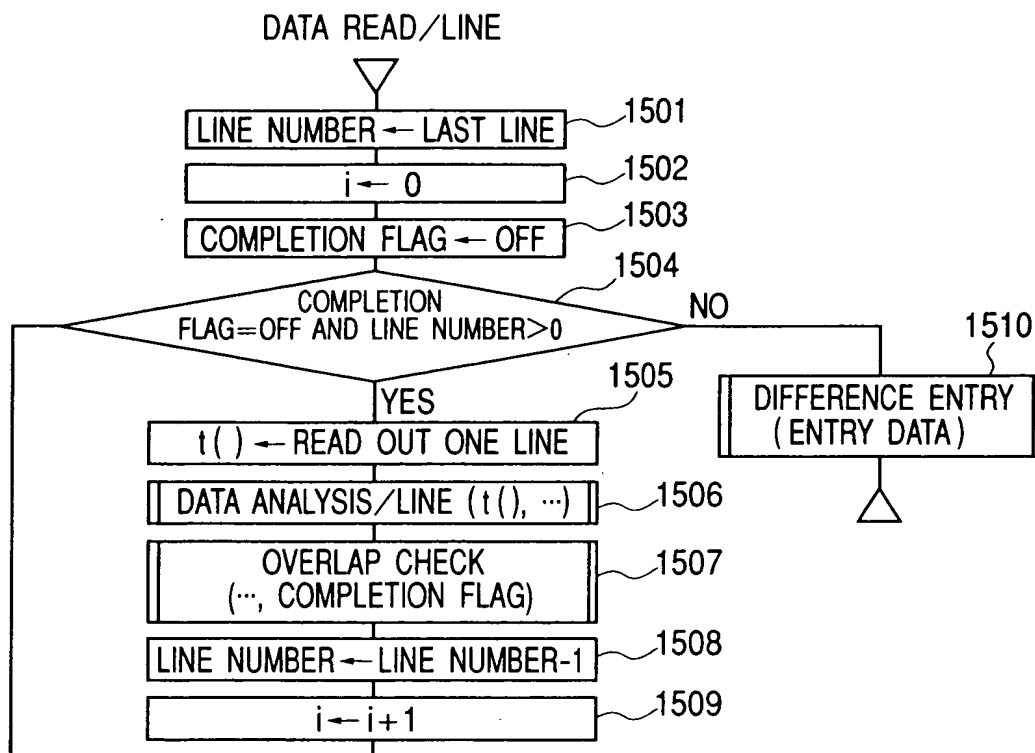 DATA READ/LINE
LINE NUMBER ← LAST LINE
1501
i ← 0
1502
COMPLETION FLAG ← OFF
1503
COMPLETION
FLAG=OFF AND LINE NUMBER>0
1504
NO
YES
t( ) ← READ OUT ONE LINE
1505
DATA ANALYSIS/LINE (t( ), ···)
1506
OVERLAP CHECK
(···, COMPLETION FLAG)
1507
LINE NUMBER ← LINE NUMBER-1
1508
i ← i+1
1509
1510
DIFFERENCE ENTRY
(ENTRY DATA)